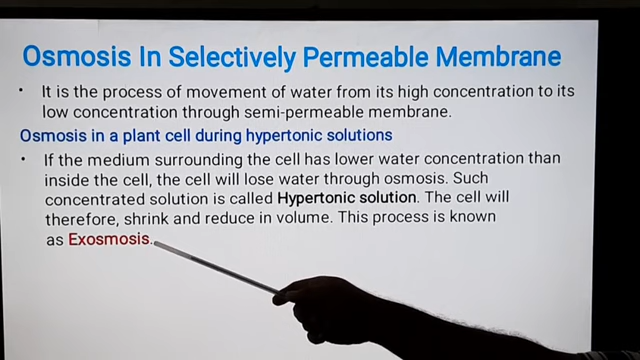 Osmosis In Selectively Permeable Membrane
• It is the process of movement of water from its high concentration to its
low concentration through semi-permeable membrane.
Osmosis in a plant cell during hypertonic solutions
• If the medium surrounding the cell has lower water concentration than
inside the cell, the cell will lose water through osmosis. Such
concentrated solution is called Hypertonic solution. The cell will
therefore, shrink and reduce in volume. This process is known
as Exosmosis.